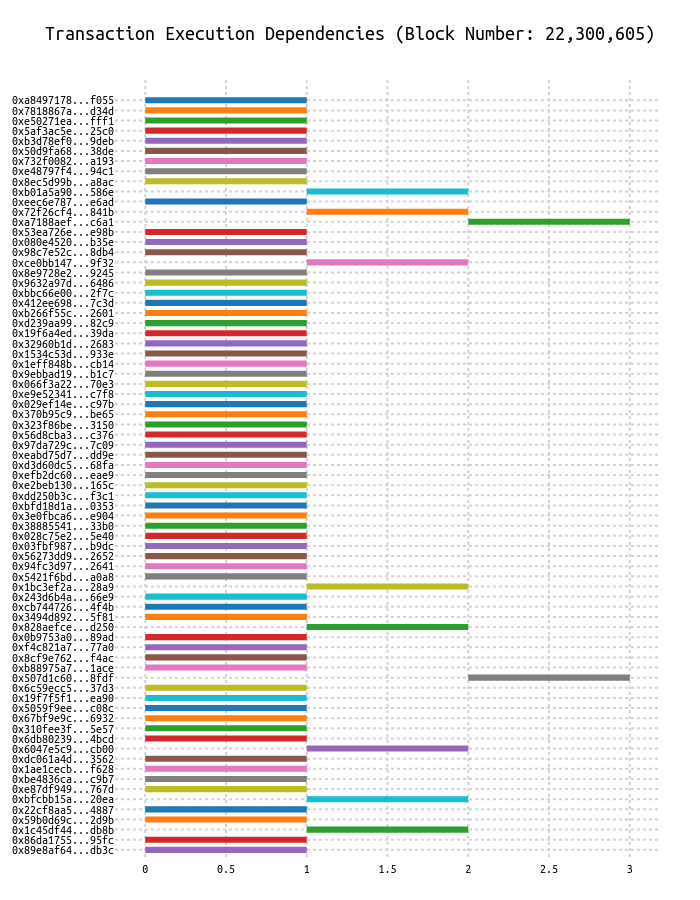 Transaction Execution Dependencies (Block Number: 22,300,605)
0xa8497178...f055
0x7818867a...d34d
0xe50271ea...fff1
0x5af3ac5e...25c0
0xb3d78ef0...9deb
0x50d9fa68...38de
0x732f0082...a193
0xe48797f4...94c1
0x8ec5d99b...a8ac
0xb01a5a90...586e
0xeec6e787...e6ad
0x72f26cf4...841b
0xa7188aef...c6a1
0x53ea726e...e98b
0x080e4520...b35e
0x98c7e52c...8db4
0xce0bb147...9f32
0x8e9728e2...9245
0x9632a97d...6486
0xbbc66e00...2f7c
0x412ee698...7c3d
0xb266f55c...2601
0xd239aa99...82c9
0x19f6a4ed...39da
0x32960b1d...2683
0x1534c53d...933e
0x1eff848b...cb14
0x9ebbad19...b1c7
0x066f3a22...70e3
0xe9e52341...c7f8
0x029ef14e...c97b
0x370b95c9...be65
0x323f86be...3150
0x56d8cba3...c376
0x97da729c...7c09
0xeabd75d7...dd9e
0xd3d60dc5...68fa
0xefb2dc60...eae9
0xe2beb130...165c
0xdd250b3c...f3c1
0xbfd18d1a...0353
0x3e0fbca6...e904
0x38885541...33b0
0x028c75e2...5e40
0x03fbf987...b9dc
0x56273dd9...2652
0x94fc3d97...2641
0x5421f6bd...a0a8
0x1bc3ef2a...28a9
0x243d6b4a...66e9
0xcb744726...4f4b
0x3494d892...5f81
0x828aefce...d250
0x0b9753a0...89ad
0xf4c821a7...77a0
0x8cf9e762...f4ac
0xb88975a7...1ace
0x507d1c60...8fdf
0x6c59ecc5...37d3
0x19f7f5f1...ea90
0x5059f9ee...c08c
0x67bf9e9c...6932
0x310fee3f...5e57
0x6db80239...4bcd
0x6047e5c9...cb00
0xdc061a4d...3562
0x1ae1cecb...f628
0xbe4836ca...c9b7
0xe87df949...767d
0xbfcbb15a...20ea
0x22cf8aa5...4887
0x59b0d69c...2d9b
0x1c45df44...db8b
0x86da1755...95fc
0x89e8af64...db3c
0 0.5 1 1.5 2 2.5 3